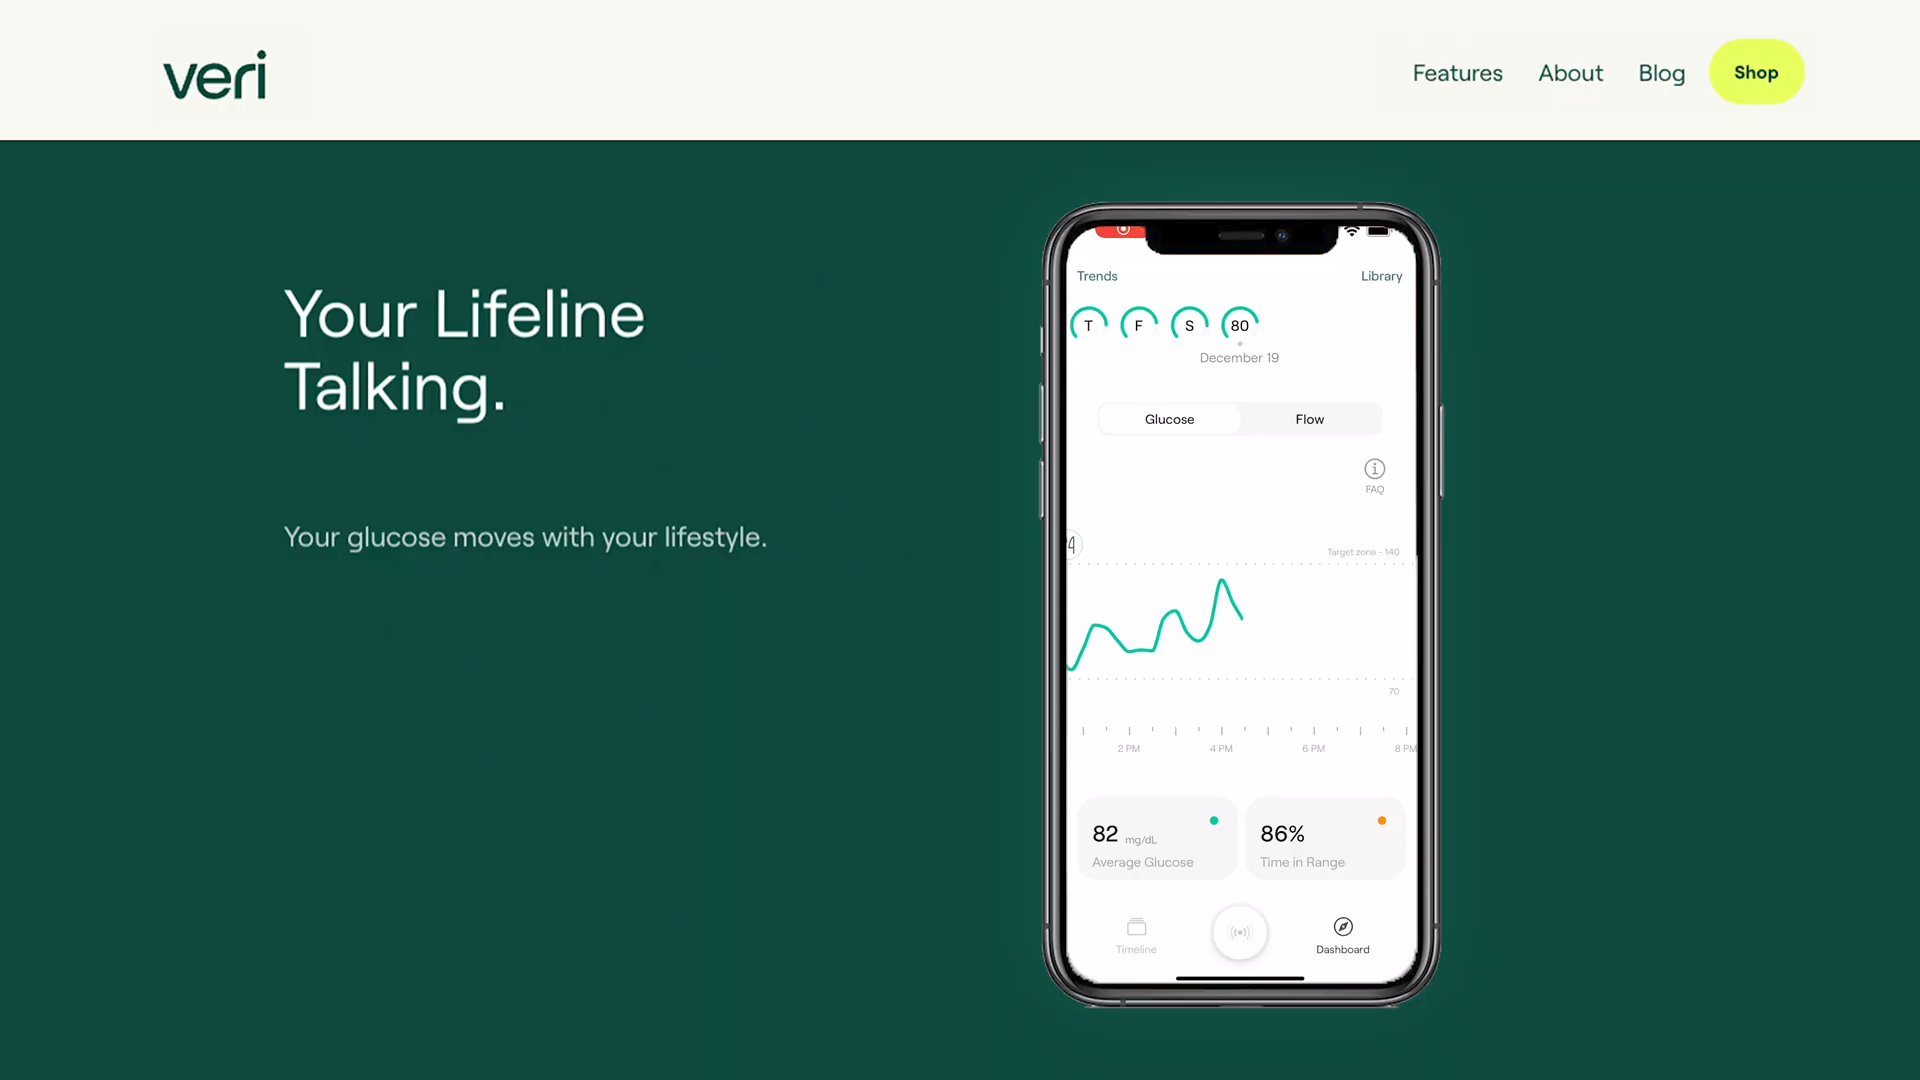 veri
Features About Blog Shop
Your Lifeline
Talking.
Your glucose moves with your lifestyle.
Trends Library
T F S 80
December 19
Glucose Flow
FAQ
Target zone - 140
70
2 PM 4 PM 6 PM 8 PM
82 mg/dL
Average Glucose
86%
Time in Range
Timeline Dashboard